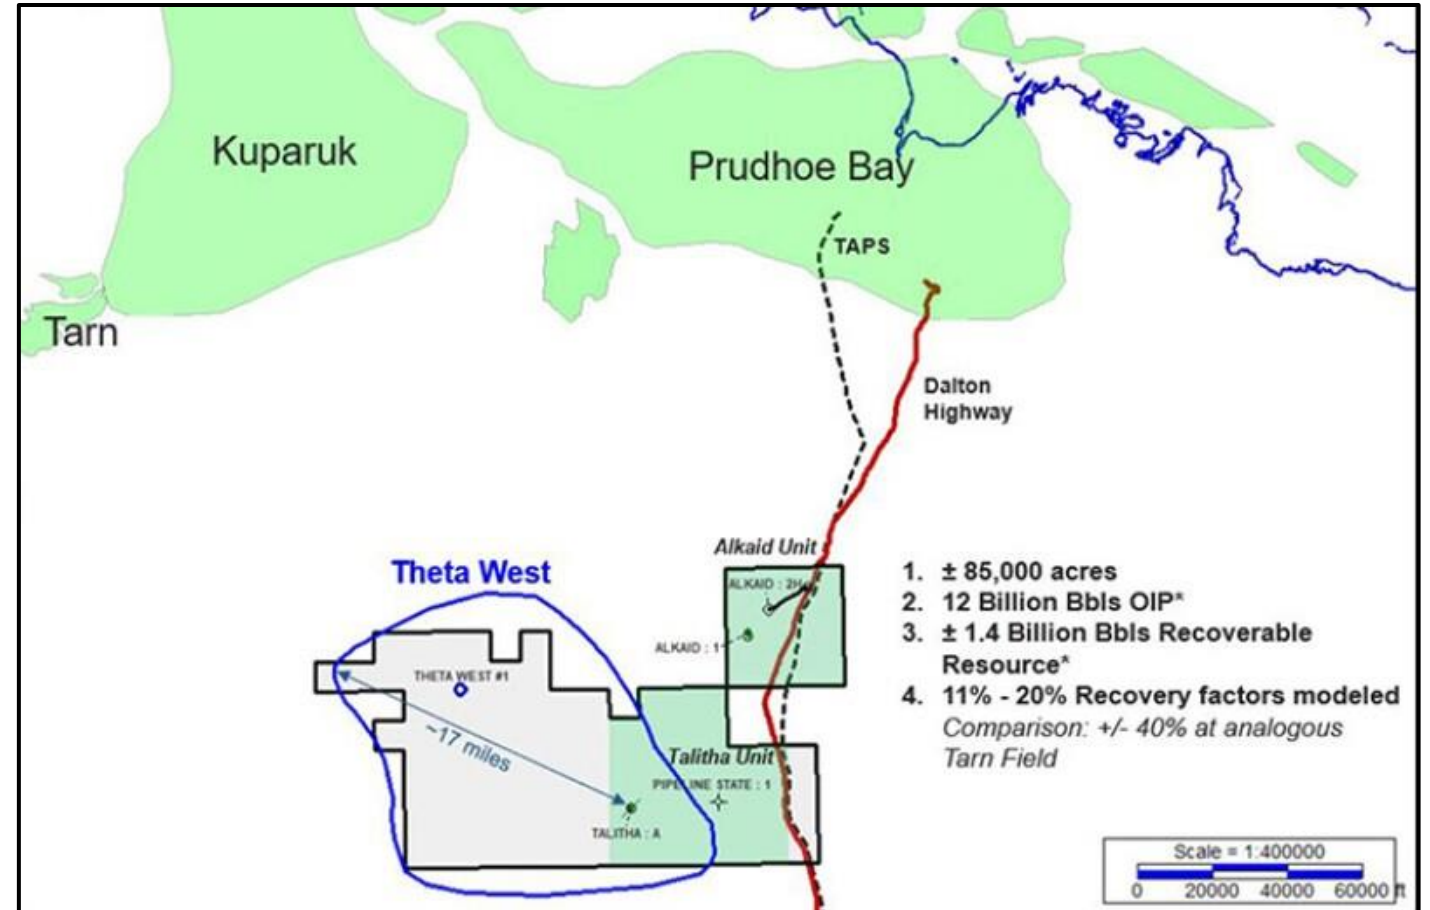 Kuparuk
Prudhoe Bay
TAPS
Tarn
Dalton
Highway
Alkaid Unit
Theta West
ALKAID : 2H
ALKAID : 1
THETA WEST #1
~17 miles
Talitha Unit
PIPELINE STATE : 1
TALITHA : A
1. ± 85,000 acres
2. 12 Billion Bbls OIP*
3. ± 1.4 Billion Bbls Recoverable
Resource*
4. 11% - 20% Recovery factors modeled
Comparison: +/- 40% at analogous
Tarn Field
Scale = 1:400000
0 20000 40000 60000 ft